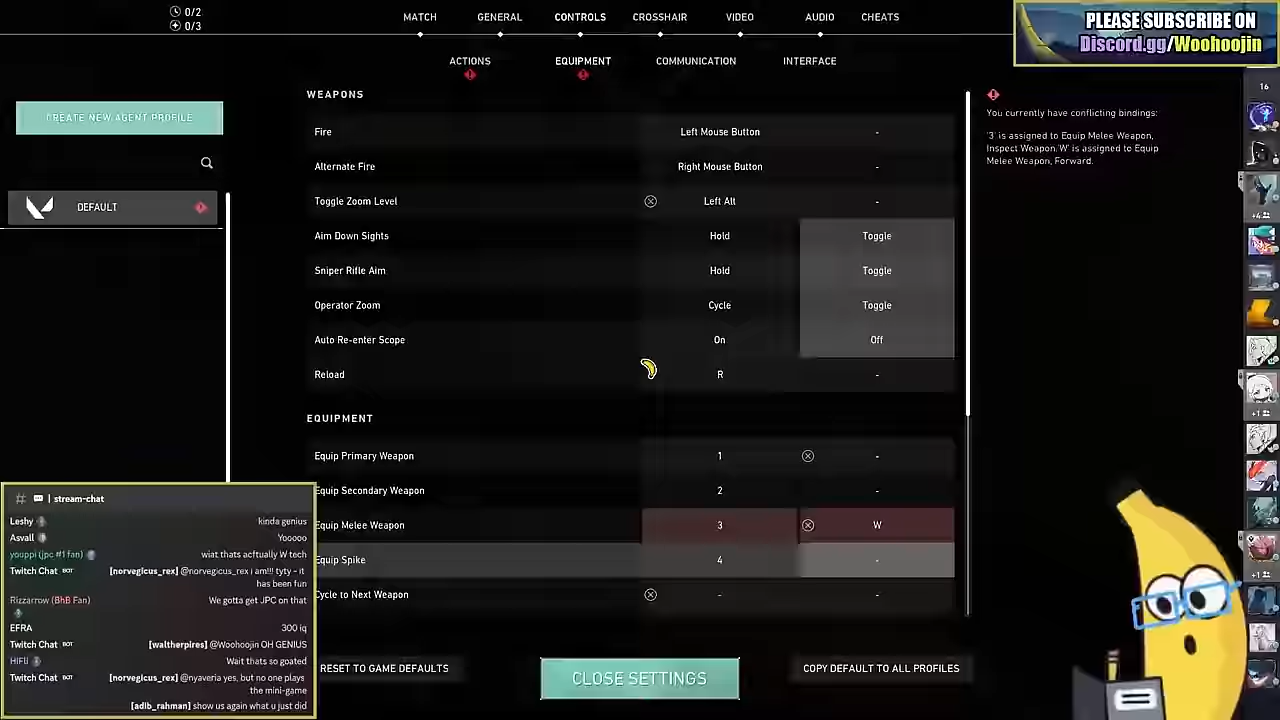 0/2
0/3
MATCH
GENERAL
CONTROLS
CROSSHAIR
VIDEO
AUDIO
CHEATS
PLEASE SUBSCRIBE ON
Discord.gg/Woohoojin
ACTIONS
EQUIPMENT
COMMUNICATION
INTERFACE
16
CREATE NEW AGENT PROFILE
DEFAULT
WEAPONS
Fire Left Mouse Button -
Alternate Fire Right Mouse Button -
Toggle Zoom Level Left Alt -
Aim Down Sights Hold Toggle
Sniper Rifle Aim Hold Toggle
Operator Zoom Cycle Toggle
Auto Re-enter Scope On Off
Reload R -
EQUIPMENT
Equip Primary Weapon 1 -
Equip Secondary Weapon 2 -
Equip Melee Weapon 3 W
Equip Spike 4 -
Cycle to Next Weapon - -
You currently have conflicting bindings:
'3' is assigned to Equip Melee Weapon,
Inspect Weapon.'W' is assigned to Equip
Melee Weapon, Forward.
+4
+1
+1
# | stream-chat
Leshy kinda genius
Asvall Yooooo
youppi (jpc #1 fan) wiat thats acftually W tech
Twitch Chat BOT [norvegicus_rex] @norvegicus_rex i am!!! tyty - it
has been fun
Rizzarrow (BhB Fan) We gotta get JPC on that
EFRA 300 iq
Twitch Chat BOT [waltherpires] @Woohoojin OH GENIUS
HiFli Wait thats so goated
Twitch Chat BOT [norvegicus_rex] @nyaveria yes, but no one plays
the mini-game
[adib_rahman] show us again what u just did
RESET TO GAME DEFAULTS
CLOSE SETTINGS
COPY DEFAULT TO ALL PROFILES